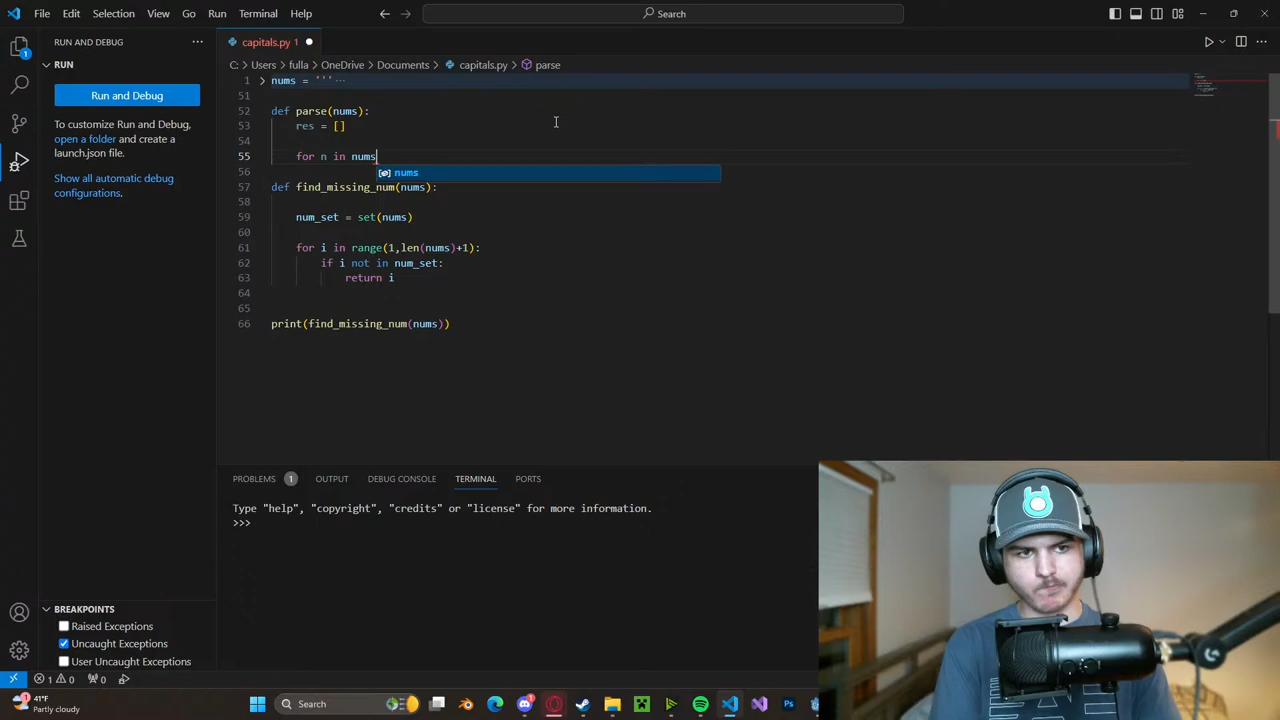 File Edit Selection View Go Run Terminal Help
Search
RUN AND DEBUG
RUN
Run and Debug
To customize Run and Debug,
open a folder and create a
launch.json file.
Show all automatic debug
configurations.
capitals.py 1
C: > Users > fulla > OneDrive > Documents > capitals.py > parse
1 nums = '''
51
52 def parse(nums):
53 res = []
54
55 for n in nums
nums
56
57 def find_missing_num(nums):
58
59 num_set = set(nums)
60
61 for i in range(1,len(nums)+1):
62 if i not in num_set:
63 return i
64
65
66 print(find_missing_num(nums))
PROBLEMS 1 OUTPUT DEBUG CONSOLE TERMINAL PORTS
Type "help", "copyright", "credits" or "license" for more information.
>>>
BREAKPOINTS
Raised Exceptions
Uncaught Exceptions
User Uncaught Exceptions
1 0 0
41°F
Partly cloudy
Search
Ps